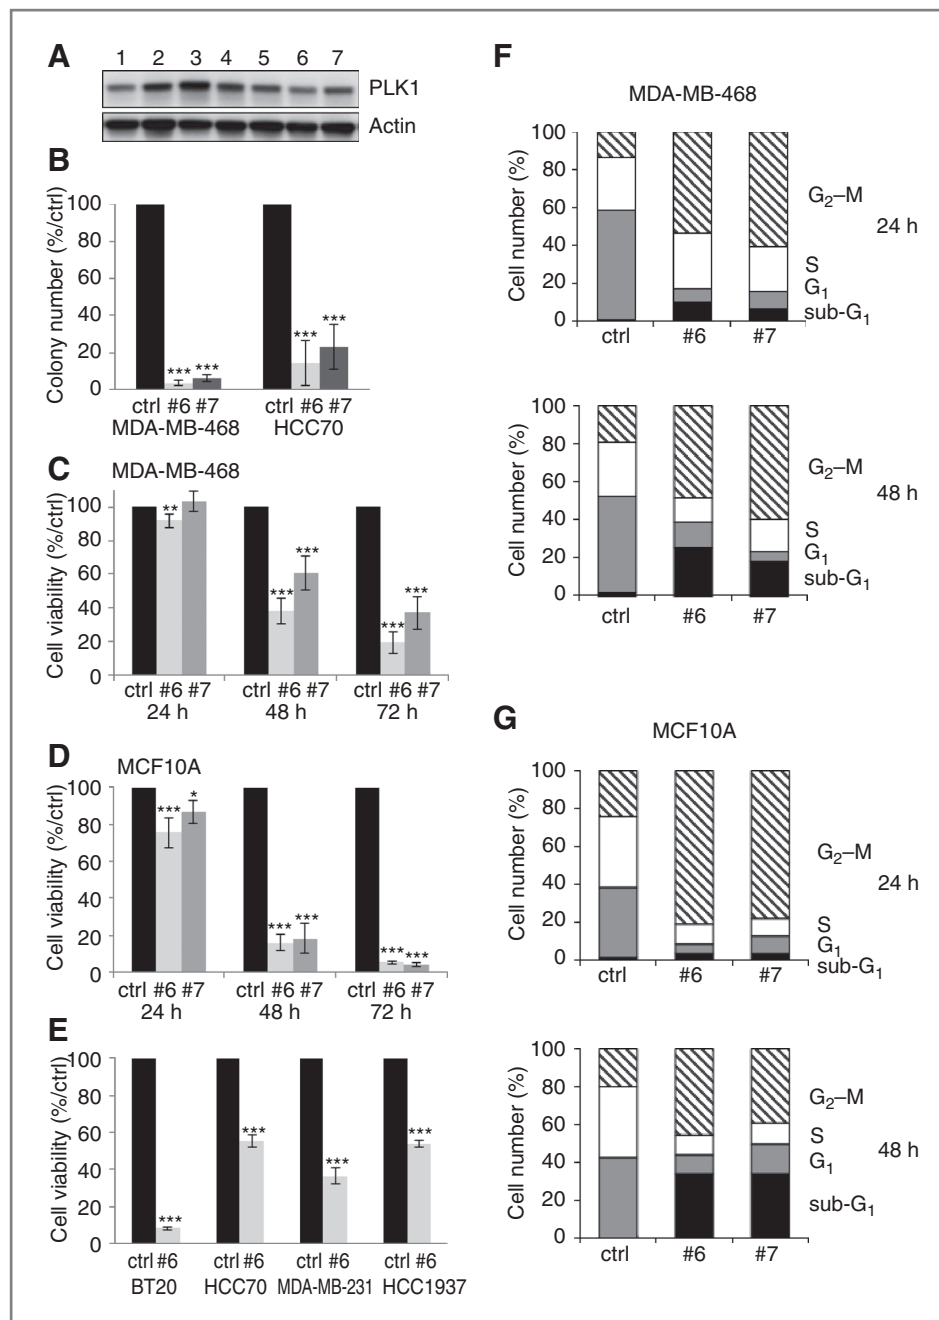 A
1 2 3 4 5 6 7
PLK1
Actin
B
Colony number (%/ctrl)
100
80
60
40
20
0
*** ***
*** ***
ctrl #6 #7 ctrl #6 #7
MDA-MB-468 HCC70
C
MDA-MB-468
Cell viability (%/ctrl)
100
80
60
40
20
0
**
*** ***
*** ***
ctrl #6 #7 ctrl #6 #7 ctrl #6 #7
24 h 48 h 72 h
D
MCF10A
Cell viability (%/ctrl)
100
80
60
40
20
0
*** *
*** ***
*** ***
ctrl #6 #7 ctrl #6 #7 ctrl #6 #7
24 h 48 h 72 h
E
Cell viability (%/ctrl)
100
80
60
40
20
0
*** *** *** ***
ctrl #6 ctrl #6 ctrl #6 ctrl #6
BT20 HCC70 MDA-MB-231 HCC1937
F
MDA-MB-468
Cell number (%)
100
80
60
40
20
0
G2–M
24 h
S
G1
sub-G1
ctrl #6 #7
Cell number (%)
100
80
60
40
20
0
G2–M
48 h
S
G1
sub-G1
ctrl #6 #7
G
MCF10A
Cell number (%)
100
80
60
40
20
0
G2–M
24 h
S
G1
sub-G1
ctrl #6 #7
Cell number (%)
100
80
60
40
20
0
G2–M
S
48 h
G1
sub-G1
ctrl #6 #7